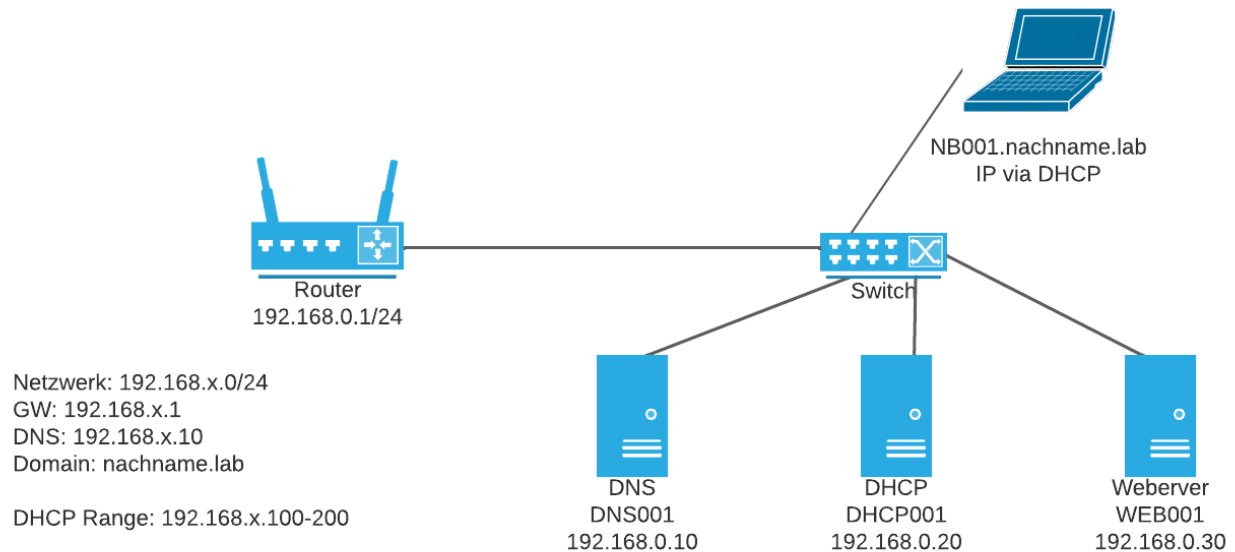 NB001.nachname.lab
IP via DHCP
Router
192.168.0.1/24
Switch
Netzwerk: 192.168.x.0/24
GW: 192.168.x.1
DNS: 192.168.x.10
Domain: nachname.lab
DHCP Range: 192.168.x.100-200
DNS
DNS001
192.168.0.10
DHCP
DHCP001
192.168.0.20
Weberver
WEB001
192.168.0.30